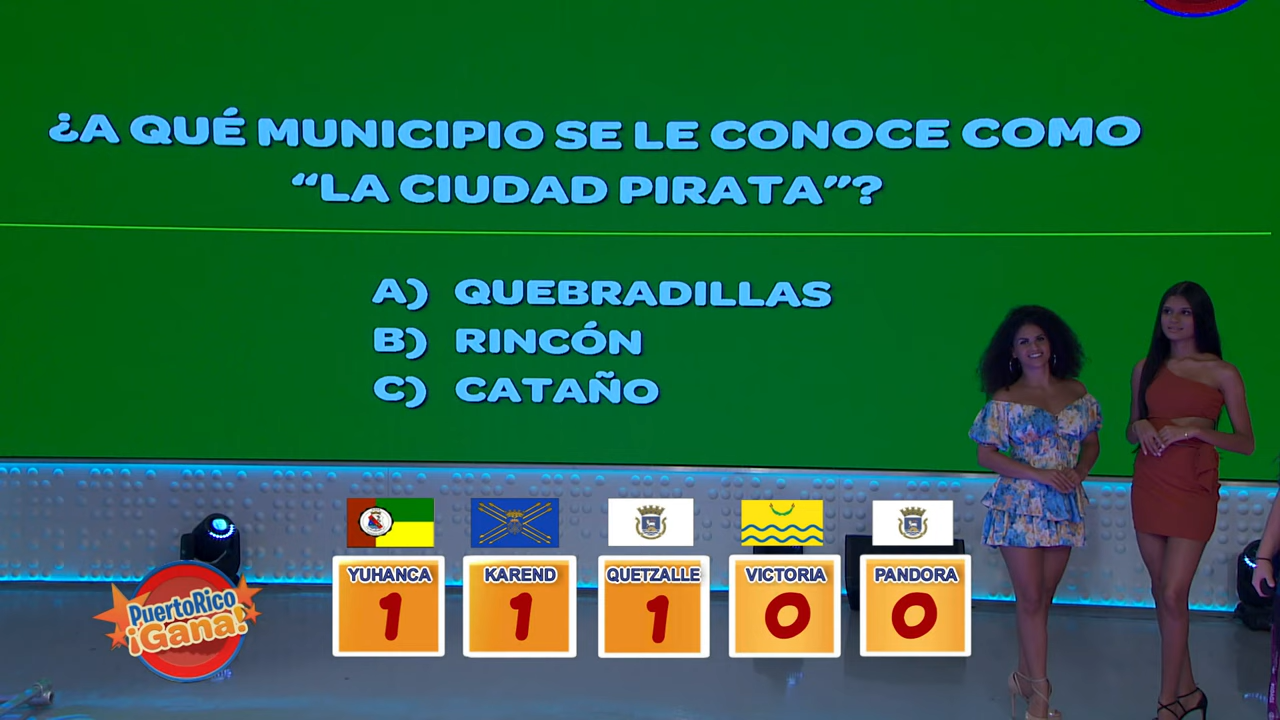 ¿A QUÉ MUNICIPIO SE LE CONOCE COMO
“LA CIUDAD PIRATA”?
A) QUEBRADILLAS
B) RINCÓN
C) CATAÑO
YUHANCA
1
KAREND
1
QUETZALLE
1
VICTORIA
0
PANDORA
0
PuertoRico
¡Gana!